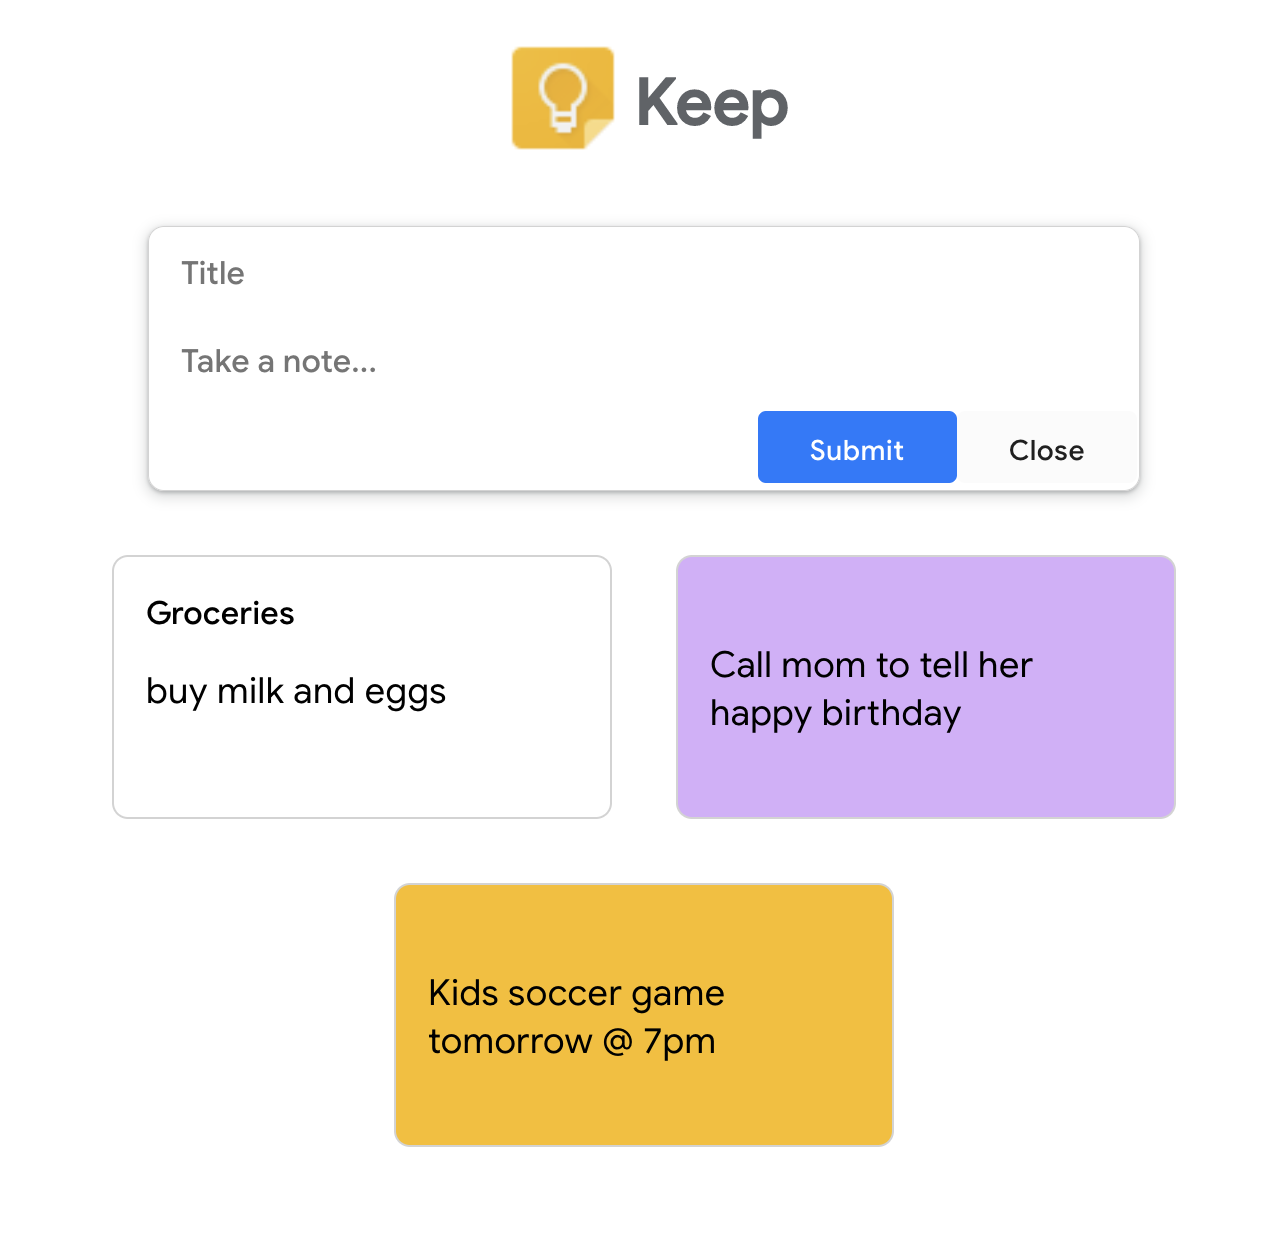 Keep
Title
Take a note...
Submit
Close
Groceries
buy milk and eggs
Call mom to tell her
happy birthday
Kids soccer game
tomorrow @ 7pm